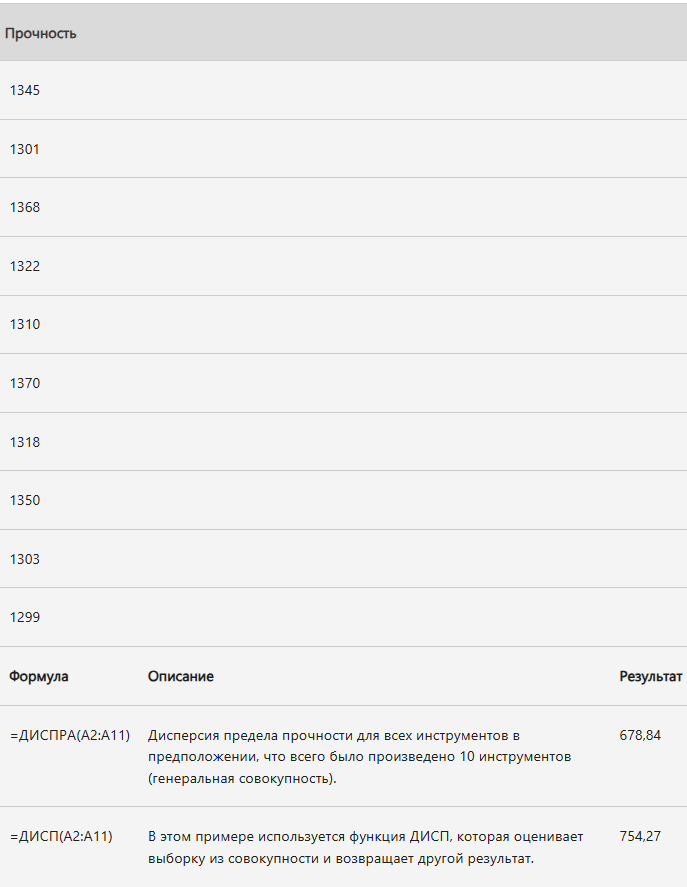 Прочность
1345
1301
1368
1322
1310
1370
1318
1350
1303
1299
Формула Описание Результат
=ДИСПРА(A2:A11) Дисперсия предела прочности для всех инструментов в 678,84
предположении, что всего было произведено 10 инструментов
(генеральная совокупность).
=ДИСП(A2:A11) В этом примере используется функция ДИСП, которая оценивает 754,27
выборку из совокупности и возвращает другой результат.